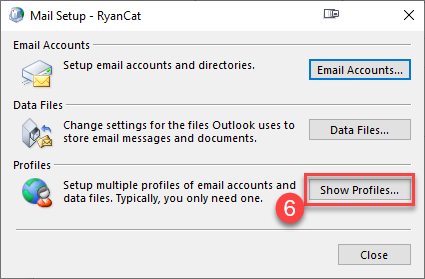 Mail Setup - RyanCat
Email Accounts
Setup email accounts and directories.
Email Accounts...
Data Files
Change settings for the files Outlook uses to
store email messages and documents.
Data Files...
Profiles
Setup multiple profiles of email accounts and
data files. Typically, you only need one.
6
Show Profiles...
Close